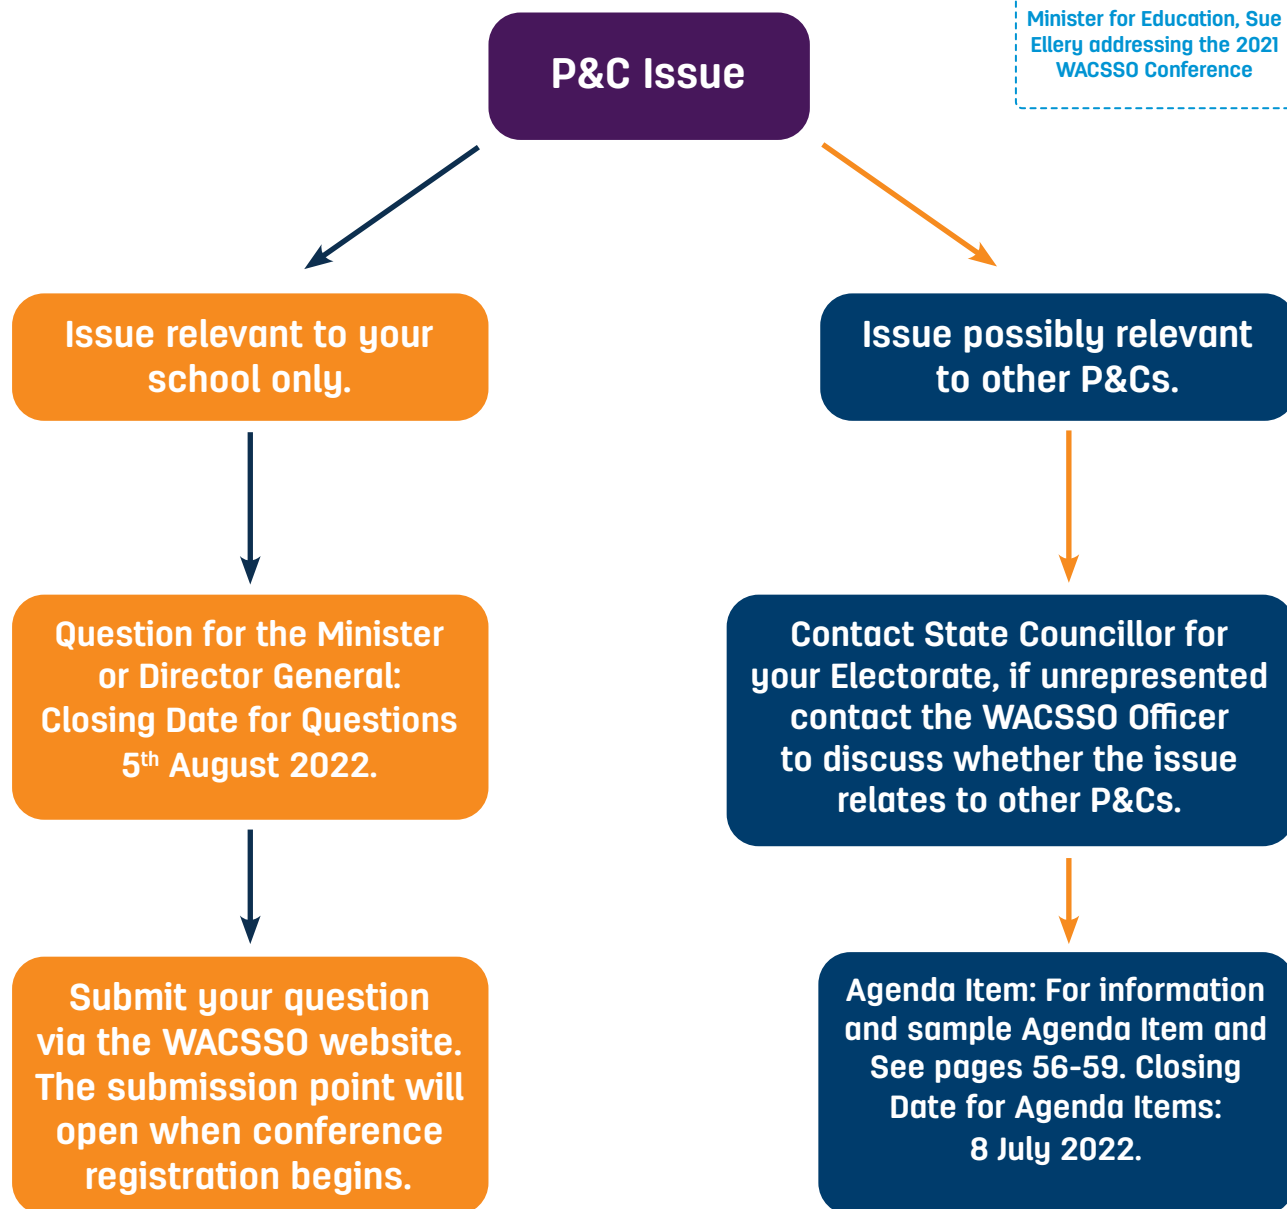 Minister for Education, Sue
Ellery addressing the 2021
WACSSO Conference
P&C Issue
Issue relevant to your
school only.
Issue possibly relevant
to other P&Cs.
Question for the Minister
or Director General:
Closing Date for Questions
5th August 2022.
Contact State Councillor for
your Electorate, if unrepresented
contact the WACSSO Officer
to discuss whether the issue
relates to other P&Cs.
Submit your question
via the WACSSO website.
The submission point will
open when conference
registration begins.
Agenda Item: For information
and sample Agenda Item and
See pages 56-59. Closing
Date for Agenda Items:
8 July 2022.